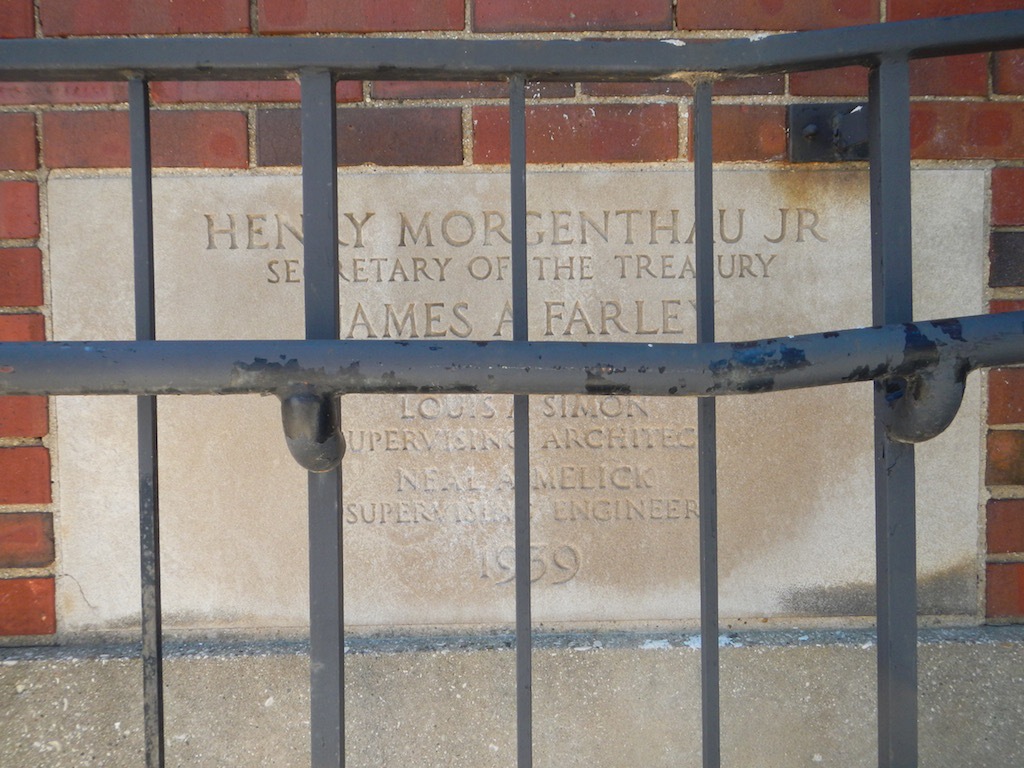 HENRY MORGENTHAU JR
SECRETARY OF THE TREASURY
JAMES A FARLEY
LOUIS A SIMON
SUPERVISING ARCHITECT
NEAL A MELICK
SUPERVISING ENGINEER
1939